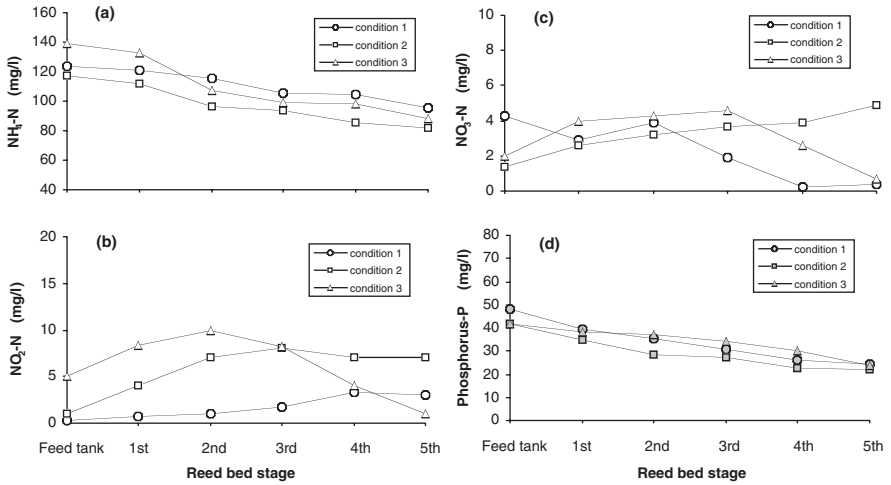 (a)
condition 1
condition 2
condition 3
NH₄-N (mg/l)
160
140
120
100
80
60
40
(b)
condition 1
condition 2
condition 3
NO₂-N (mg/l)
20
15
10
5
0
Feed tank 1st 2nd 3rd 4th 5th
Reed bed stage
(c)
condition 1
condition 2
condition 3
NO₃-N (mg/l)
10
8
6
4
2
0
(d)
condition 1
condition 2
condition 3
Phosphorus-P (mg/l)
80
70
60
50
40
30
20
10
0
Feed tank 1st 2nd 3rd 4th 5th
Reed bed stage